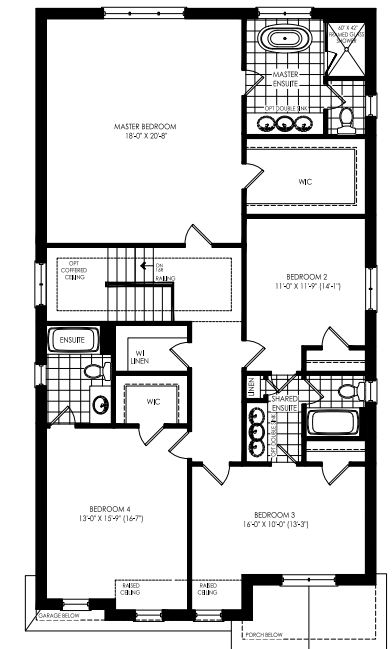 60" X 42"
FRAMED GLASS
SHOWER
MASTER
ENSUITE
OPT DOUBLE SINK
MASTER BEDROOM
18'-0" X 20'-8"
WIC
OPT
COFFERED
CEILING
DN
16R
RAILING
BEDROOM 2
11'-0" X 11'-9" (14'-1")
ENSUITE
WI
LINEN
WIC
LINEN
SHARED
ENSUITE
OPT DOUBLE SINK
BEDROOM 4
13'-0" X 15'-9" (16'-7")
BEDROOM 3
16'-0" X 10'-0" (13'-3")
RAISED
CEILING
RAISED
CEILING
GARAGE BELOW
PORCH BELOW